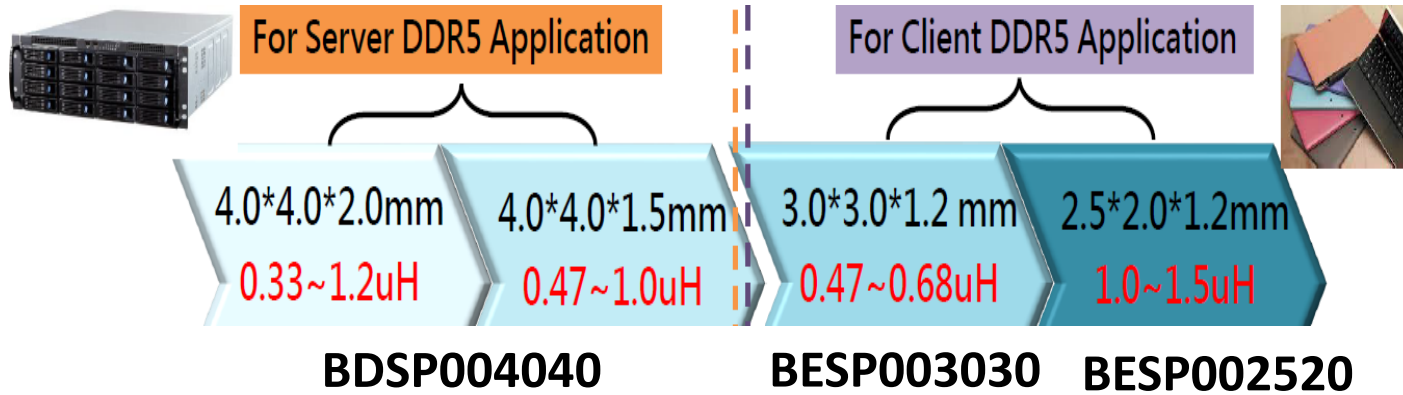 For Server DDR5 Application
For Client DDR5 Application
4.0*4.0*2.0mm
0.33~1.2uH
4.0*4.0*1.5mm
0.47~1.0uH
3.0*3.0*1.2 mm
0.47~0.68uH
2.5*2.0*1.2mm
1.0~1.5uH
BDSP004040
BESP003030
BESP002520